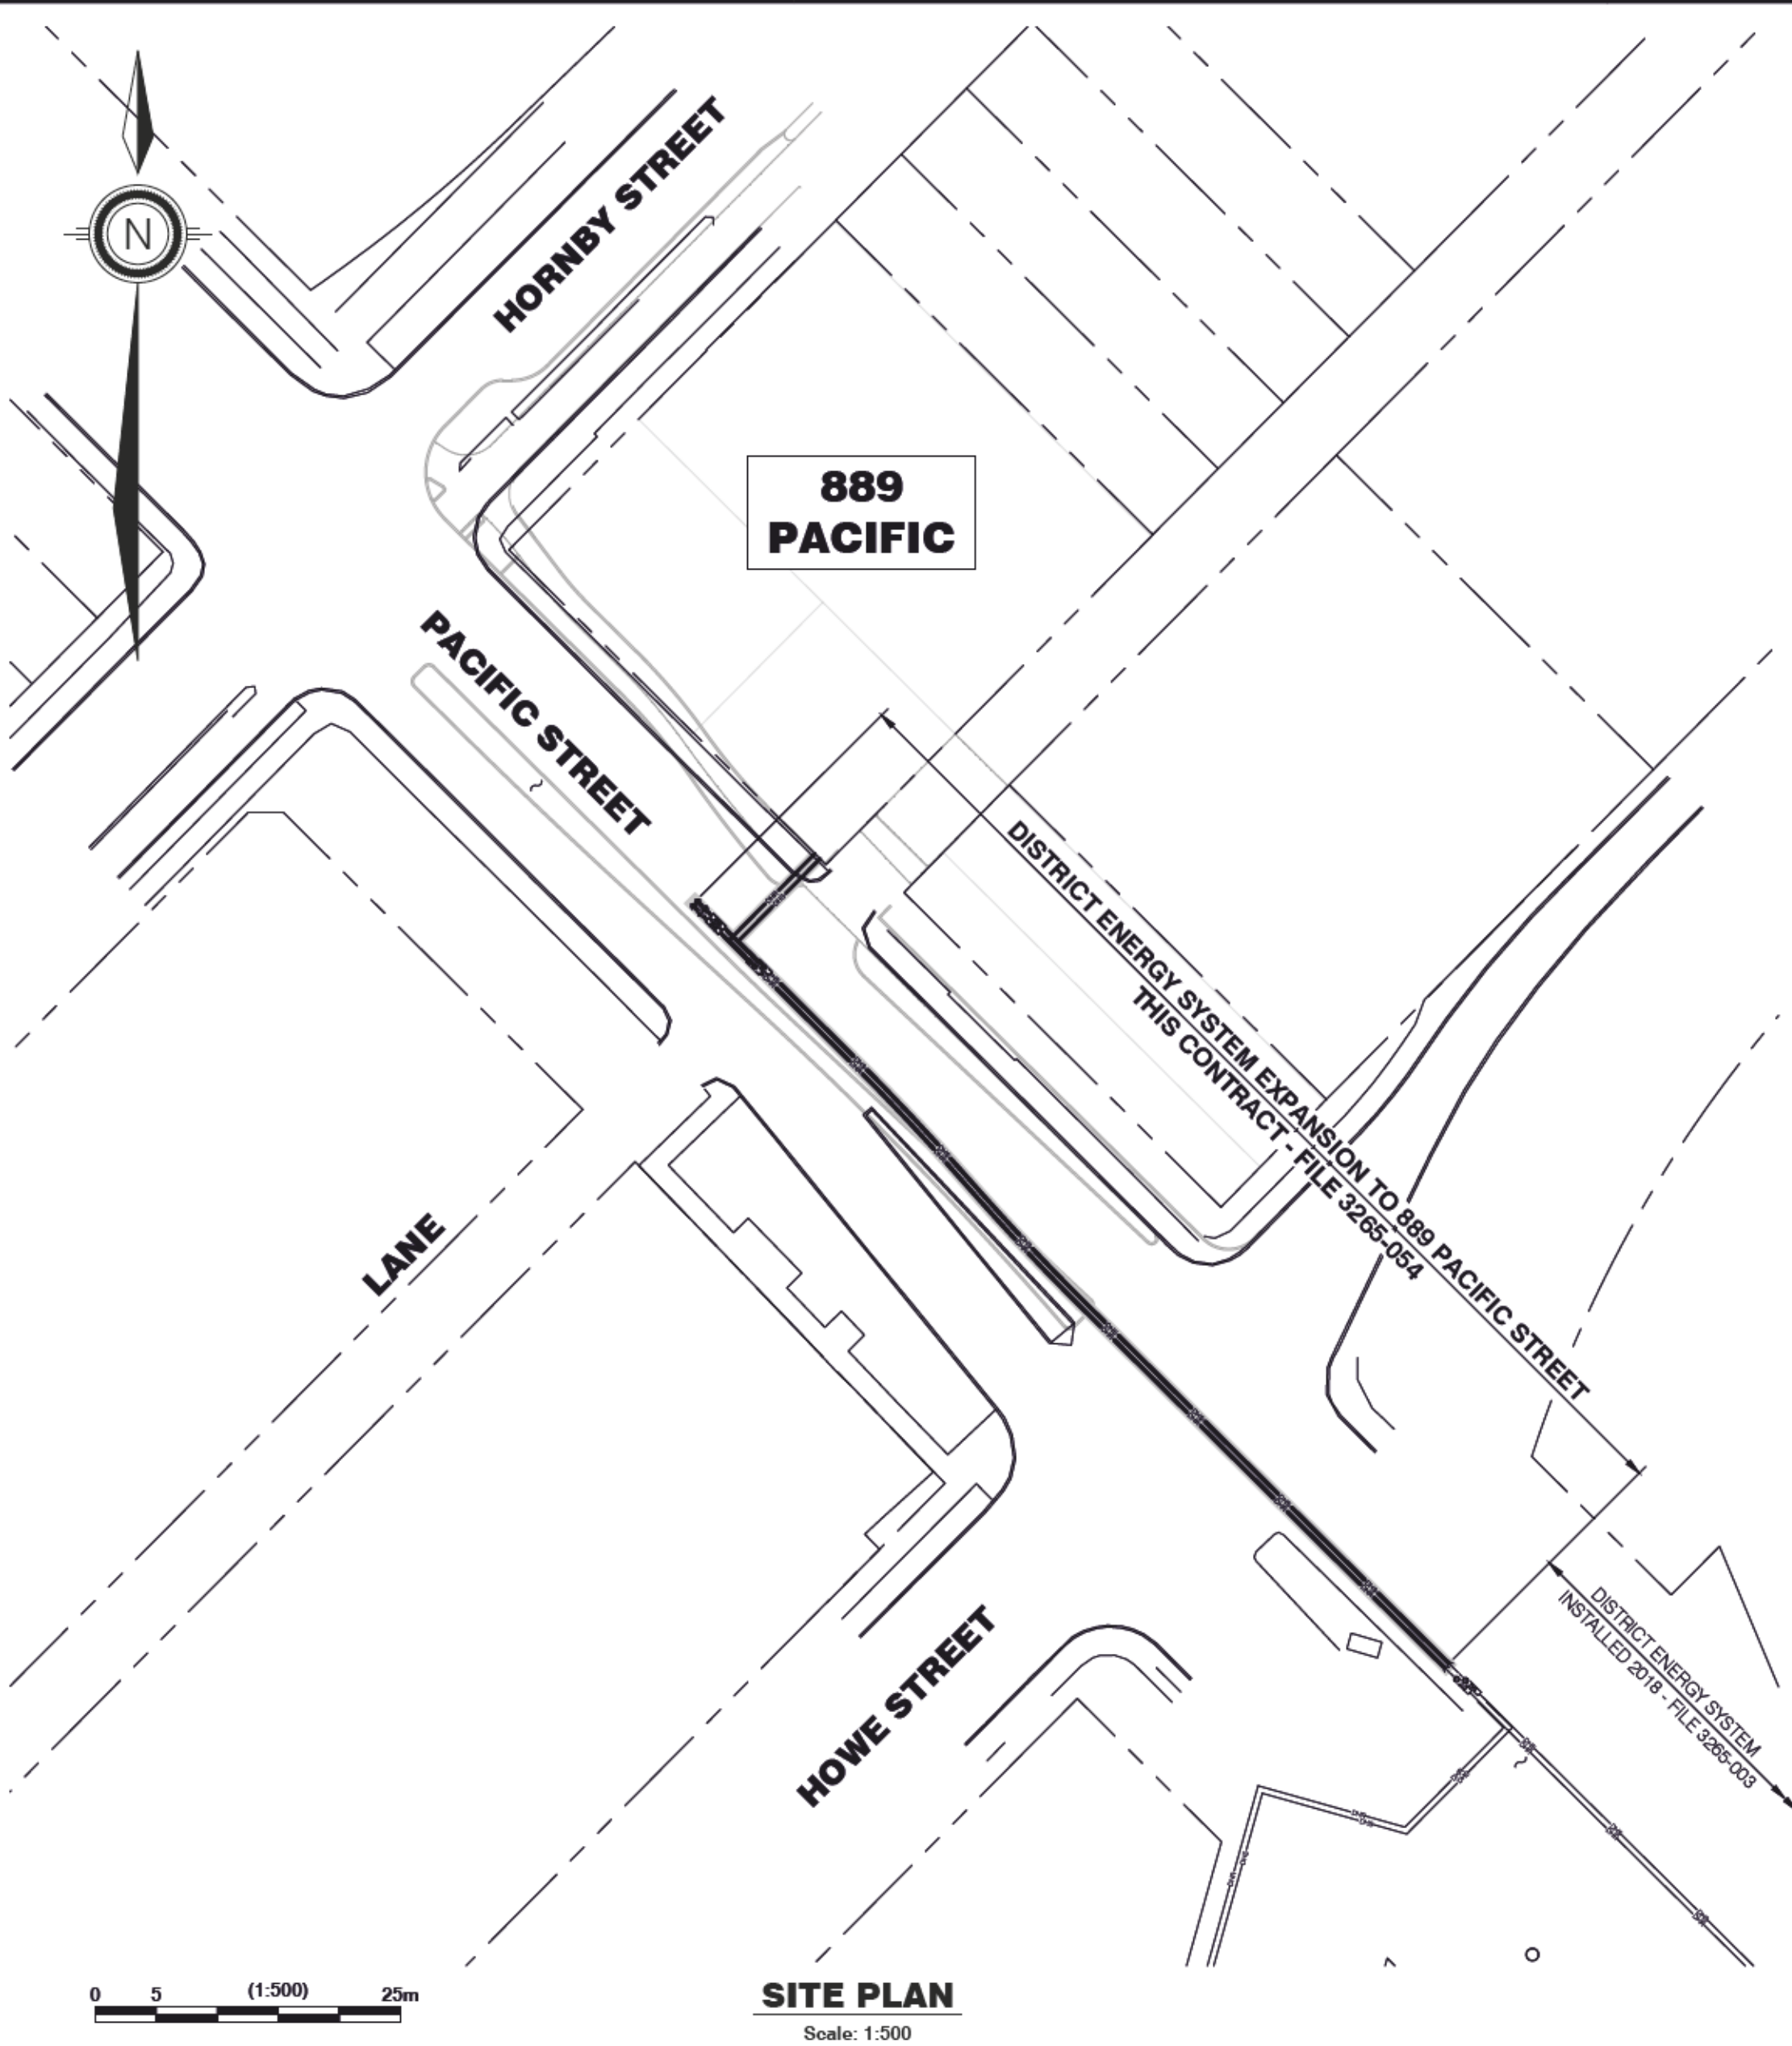 N
HORNBY STREET
889
PACIFIC
PACIFIC STREET
DISTRICT ENERGY SYSTEM EXPANSION TO 889 PACIFIC STREET
THIS CONTRACT - FILE 3265-054
LANE
HOWE STREET
DISTRICT ENERGY SYSTEM
INSTALLED 2018 - FILE 3265-003
0 5 (1:500) 25m
SITE PLAN
Scale: 1:500